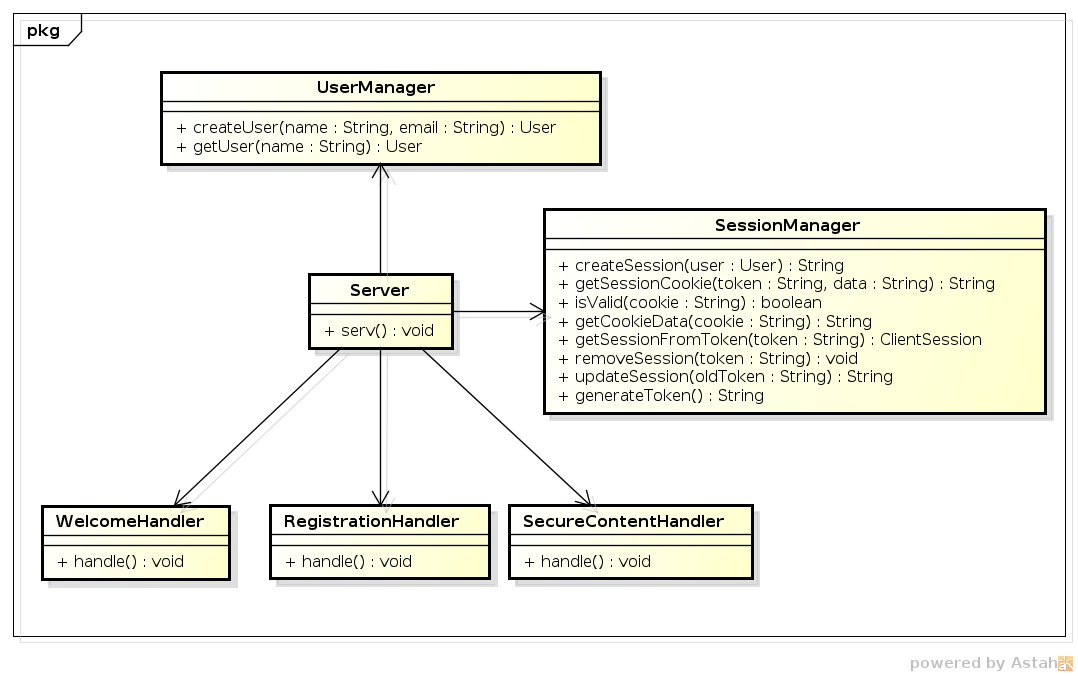 pkg
UserManager
+ createUser(name : String, email : String) : User
+ getUser(name : String) : User
SessionManager
+ createSession(user : User) : String
+ getSessionCookie(token : String, data : String) : String
+ isValid(cookie : String) : boolean
+ getCookieData(cookie : String) : String
+ getSessionFromToken(token : String) : ClientSession
+ removeSession(token : String) : void
+ updateSession(oldToken : String) : String
+ generateToken() : String
Server
+ serv() : void
WelcomeHandler
+ handle() : void
RegistrationHandler
+ handle() : void
SecureContentHandler
+ handle() : void
powered by Astah